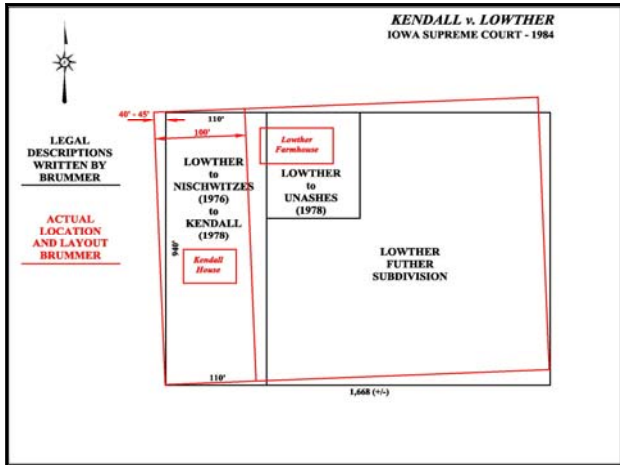 KENDALL v. LOWTHER
IOWA SUPREME COURT - 1984
40' - 45'
110'
100'
LEGAL
DESCRIPTIONS
WRITTEN BY
BRUMMER
ACTUAL
LOCATION
AND LAYOUT
BRUMMER
LOWTHER
to
NISCHWITZES
(1976)
to
KENDALL
(1978)
Lowther
Farmhouse
LOWTHER
to
UNASHES
(1978)
940'
Kendall
House
LOWTHER
FUTHER
SUBDIVISION
110'
1,668 (+/-)